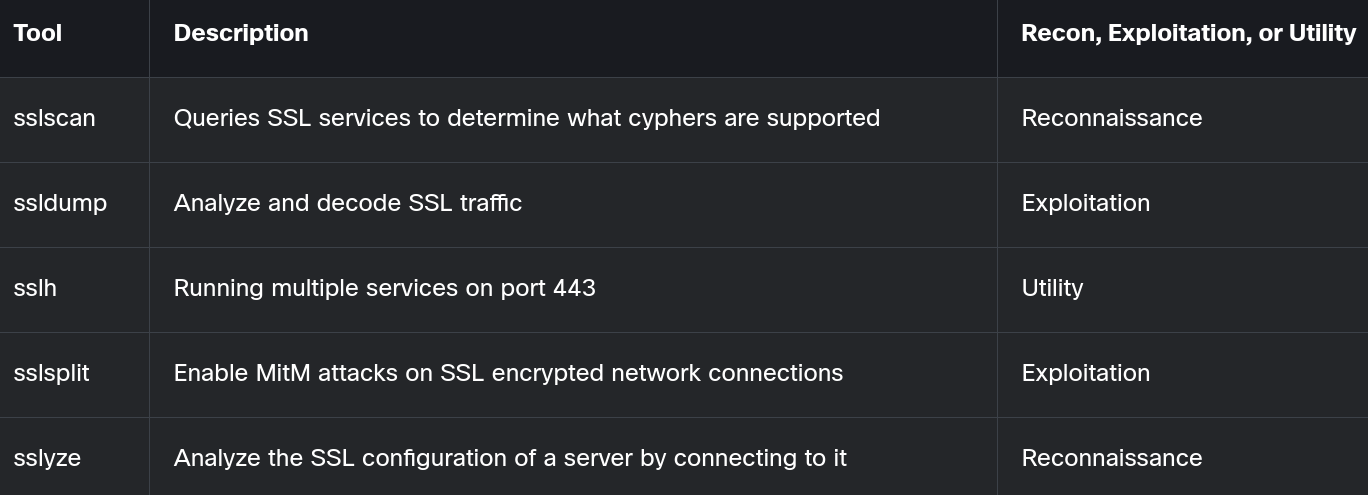 Tool Description Recon, Exploitation, or Utility
sslscan Queries SSL services to determine what cyphers are supported Reconnaissance
ssldump Analyze and decode SSL traffic Exploitation
sslh Running multiple services on port 443 Utility
sslsplit Enable MitM attacks on SSL encrypted network connections Exploitation
sslyze Analyze the SSL configuration of a server by connecting to it Reconnaissance